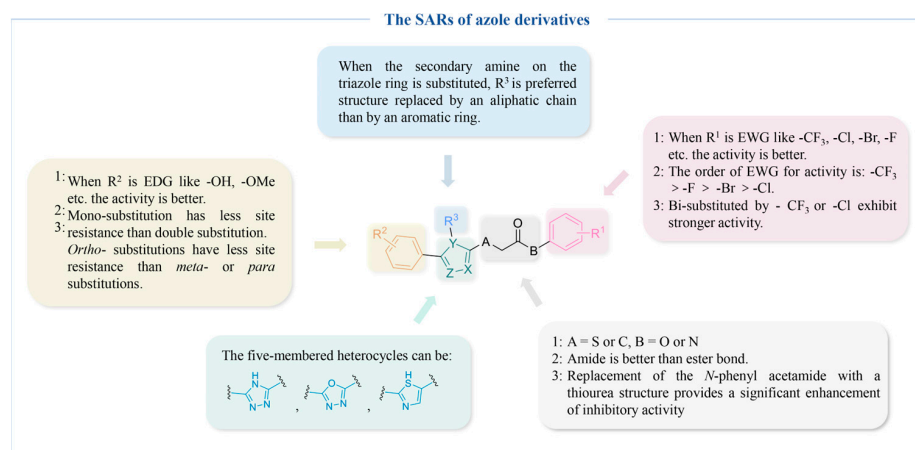 The SARs of azole derivatives
When the secondary amine on the
triazole ring is substituted, R³ is preferred
structure replaced by an aliphatic chain
than by an aromatic ring.
1: When R¹ is EWG like -CF₃, -Cl, -Br, -F
etc. the activity is better.
2: The order of EWG for activity is: -CF₃
> -F > -Br > -Cl.
3: Bi-substituted by - CF₃ or -Cl exhibit
stronger activity.
1: When R² is EDG like -OH, -OMe
etc. the activity is better.
2: Mono-substitution has less site
3: resistance than double substitution.
Ortho- substitutions have less site
resistance than meta- or para
substitutions.
R²
R³
Y
Z
X
A
O
B
R¹
The five-membered heterocycles can be:
H
N
N-N
,
O
N-N
,
H
S
N
1: A = S or C, B = O or N
2: Amide is better than ester bond.
3: Replacement of the N-phenyl acetamide with a
thiourea structure provides a significant enhancement
of inhibitory activity